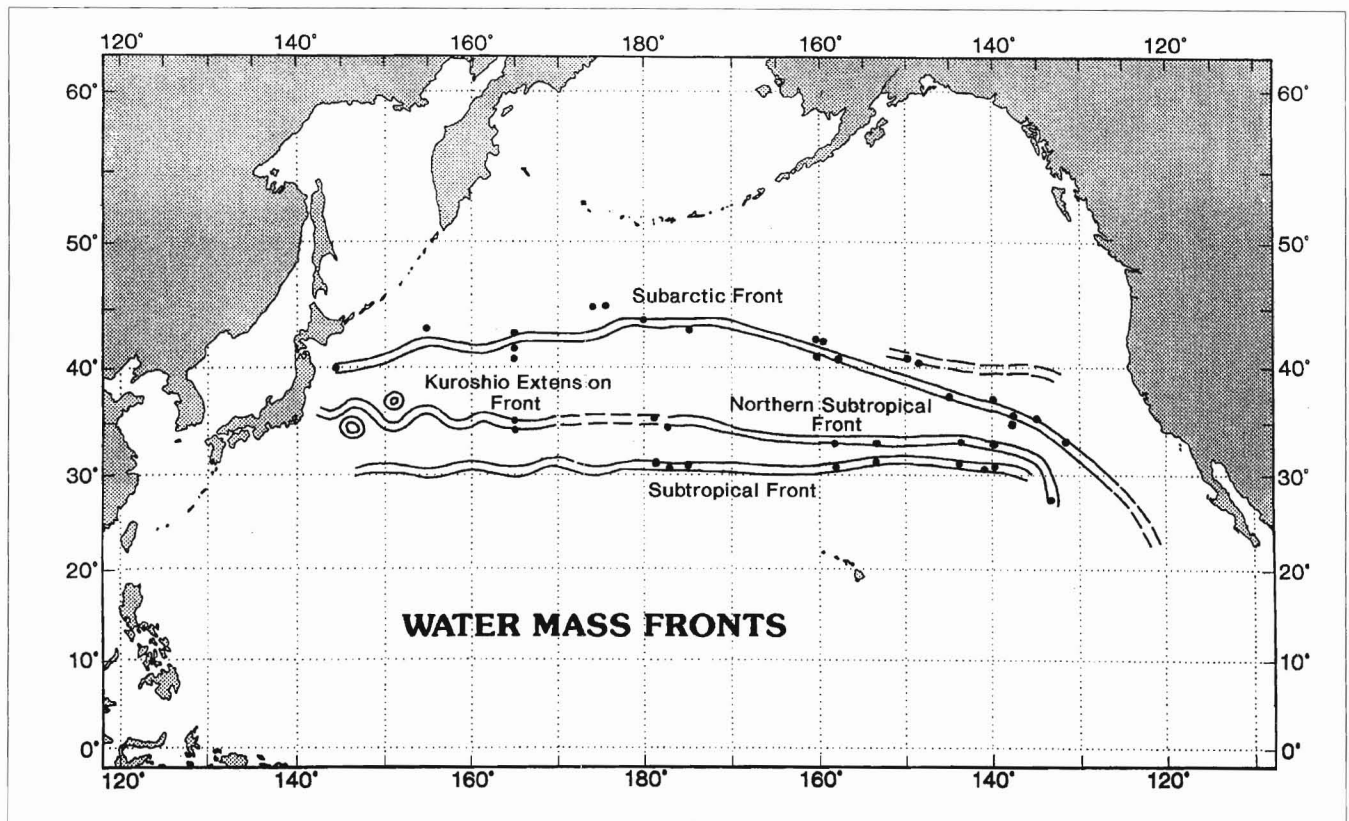 120° 140° 160° 180° 160° 140° 120°
60° 60°
50° 50°
Subarctic Front
40° 40°
Kuroshio Extens on
Front
Northern Subtropical
Front
30° 30°
Subtropical Front
20° 20°
WATER MASS FRONTS
10° 10°
0° 0°
120° 140° 160° 180° 160° 140° 120°